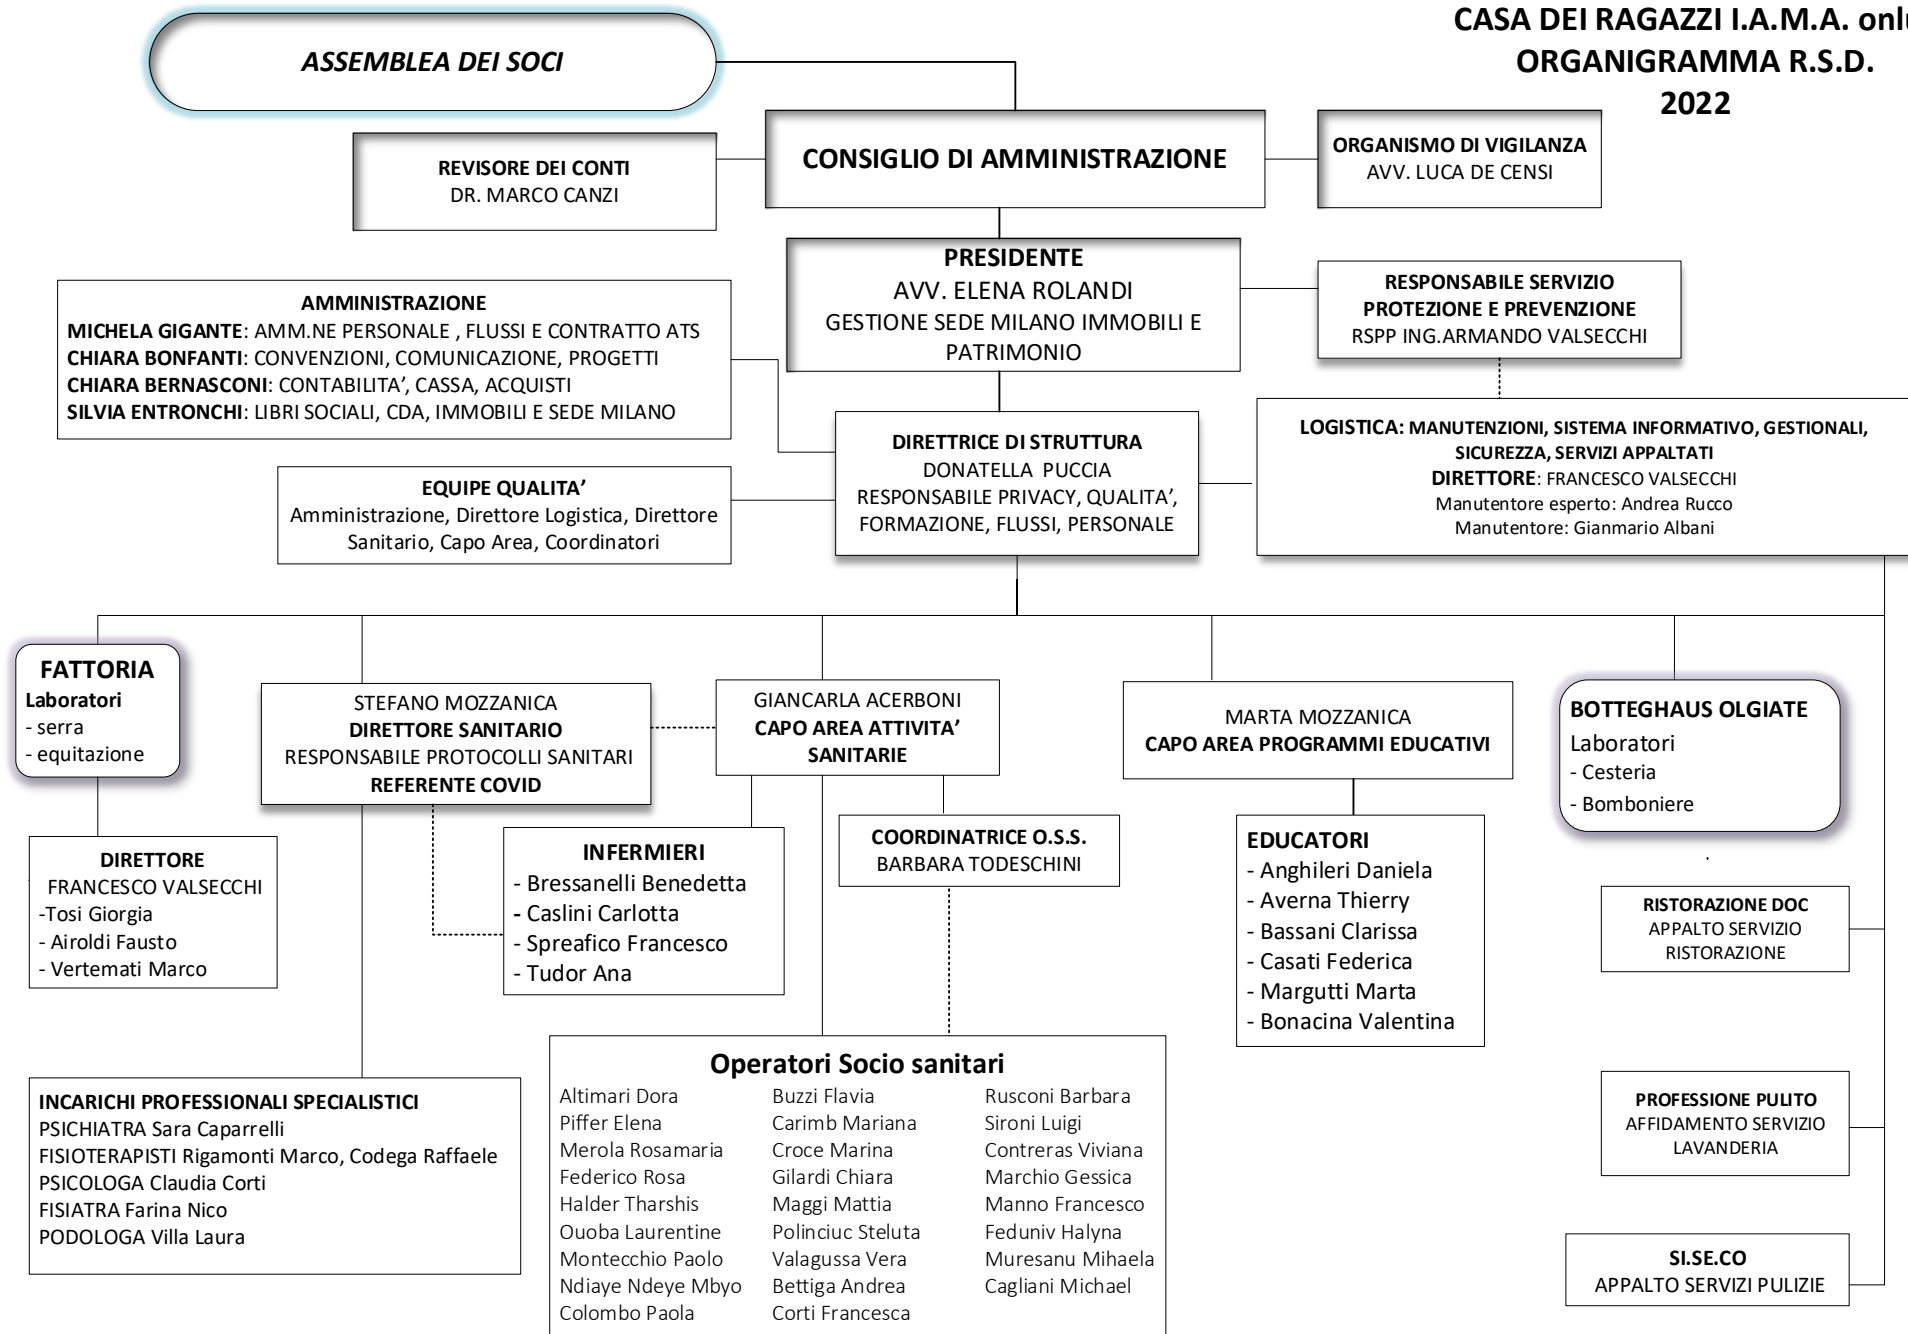 CASA DEI RAGAZZI I.A.M.A. onlu
ORGANIGRAMMA R.S.D.
2022
ASSEMBLEA DEI SOCI
REVISORE DEI CONTI
DR. MARCO CANZI
CONSIGLIO DI AMMINISTRAZIONE
ORGANISMO DI VIGILANZA
AVV. LUCA DE CENSI
PRESIDENTE
AVV. ELENA ROLANDI
GESTIONE SEDE MILANO IMMOBILI E
PATRIMONIO
RESPONSABILE SERVIZIO
PROTEZIONE E PREVENZIONE
RSPP ING.ARMANDO VALSECCHI
AMMINISTRAZIONE
MICHELA GIGANTE: AMM.NE PERSONALE , FLUSSI E CONTRATTO ATS
CHIARA BONFANTI: CONVENZIONI, COMUNICAZIONE, PROGETTI
CHIARA BERNASCONI: CONTABILITA’, CASSA, ACQUISTI
SILVIA ENTRONCHI: LIBRI SOCIALI, CDA, IMMOBILI E SEDE MILANO
DIRETTRICE DI STRUTTURA
DONATELLA PUCCIA
RESPONSABILE PRIVACY, QUALITA’,
FORMAZIONE, FLUSSI, PERSONALE
LOGISTICA: MANUTENZIONI, SISTEMA INFORMATIVO, GESTIONALI,
SICUREZZA, SERVIZI APPALTATI
DIRETTORE: FRANCESCO VALSECCHI
Manutentore esperto: Andrea Rucco
Manutentore: Gianmario Albani
EQUIPE QUALITA’
Amministrazione, Direttore Logistica, Direttore
Sanitario, Capo Area, Coordinatori
FATTORIA
Laboratori
- serra
- equitazione
STEFANO MOZZANICA
DIRETTORE SANITARIO
RESPONSABILE PROTOCOLLI SANITARI
REFERENTE COVID
GIANCARLA ACERBONI
CAPO AREA ATTIVITA’
SANITARIE
MARTA MOZZANICA
CAPO AREA PROGRAMMI EDUCATIVI
BOTTEGHAUS OLGIATE
Laboratori
- Cesteria
- Bomboniere
DIRETTORE
FRANCESCO VALSECCHI
-Tosi Giorgia
- Airoldi Fausto
- Vertemati Marco
INFERMIERI
- Bressanelli Benedetta
- Caslini Carlotta
- Spreafico Francesco
- Tudor Ana
COORDINATRICE O.S.S.
BARBARA TODESCHINI
EDUCATORI
- Anghileri Daniela
- Averna Thierry
- Bassani Clarissa
- Casati Federica
- Margutti Marta
- Bonacina Valentina
.
RISTORAZIONE DOC
APPALTO SERVIZIO
RISTORAZIONE
INCARICHI PROFESSIONALI SPECIALISTICI
PSICHIATRA Sara Caparrelli
FISIOTERAPISTI Rigamonti Marco, Codega Raffaele
PSICOLOGA Claudia Corti
FISIATRA Farina Nico
PODOLOGA Villa Laura
Operatori Socio sanitari
Altimari Dora Buzzi Flavia Rusconi Barbara
Piffer Elena Carimb Mariana Sironi Luigi
Merola Rosamaria Croce Marina Contreras Viviana
Federico Rosa Gilardi Chiara Marchio Gessica
Halder Tharshis Maggi Mattia Manno Francesco
Ouoba Laurentine Polinciuc Steluta Feduniv Halyna
Montecchio Paolo Valagussa Vera Muresanu Mihaela
Ndiaye Ndeye Mbyo Bettiga Andrea Cagliani Michael
Colombo Paola Corti Francesca
PROFESSIONE PULITO
AFFIDAMENTO SERVIZIO
LAVANDERIA
SI.SE.CO
APPALTO SERVIZI PULIZIE